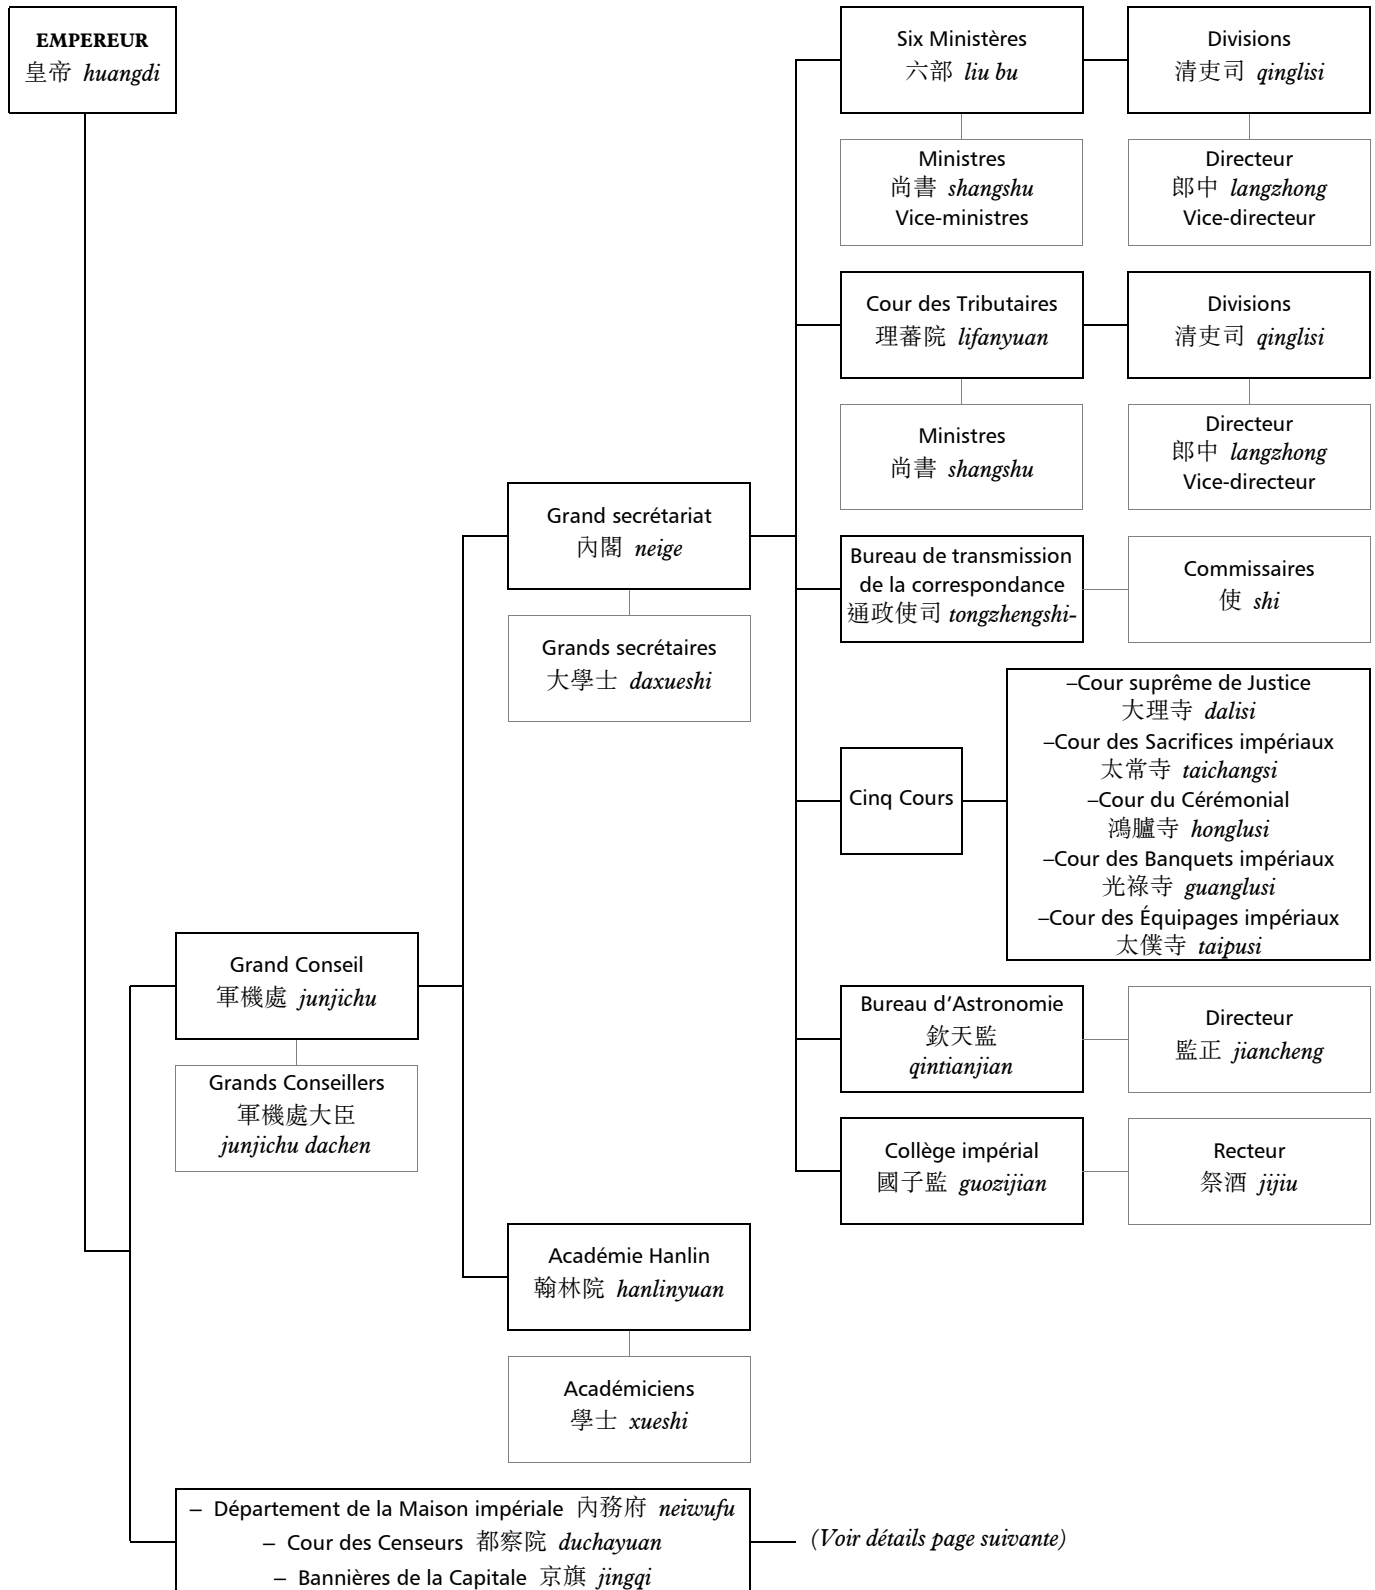 EMPEREUR
皇帝 huangdi
Six Ministères
六部 liu bu
Divisions
清吏司 qinglisi
Ministres
尚書 shangshu
Vice-ministres
Directeur
郎中 langzhong
Vice-directeur
Cour des Tributaires
理蕃院 lifanyuan
Divisions
清吏司 qinglisi
Ministres
尚書 shangshu
Directeur
郎中 langzhong
Vice-directeur
Grand secrétariat
內閣 neige
Grands secrétaires
大學士 daxueshi
Bureau de transmission
de la correspondance
通政使司 tongzhengshi-
Commissaires
使 shi
Cinq Cours
–Cour suprême de Justice
大理寺 dalisi
–Cour des Sacrifices impériaux
太常寺 taichangsi
–Cour du Cérémonial
鴻臚寺 honglusi
–Cour des Banquets impériaux
光祿寺 guanglusi
–Cour des Équipages impériaux
太僕寺 taipusi
Grand Conseil
軍機處 junjichu
Grands Conseillers
軍機處大臣
junjichu dachen
Bureau d’Astronomie
欽天監
qintianjian
Directeur
監正 jiancheng
Collège impérial
國子監 guozijian
Recteur
祭酒 jijiu
Académie Hanlin
翰林院 hanlinyuan
Académiciens
學士 xueshi
– Département de la Maison impériale 內務府 neiwufu
– Cour des Censeurs 都察院 duchayuan
– Bannières de la Capitale 京旗 jingqi
(Voir détails page suivante)